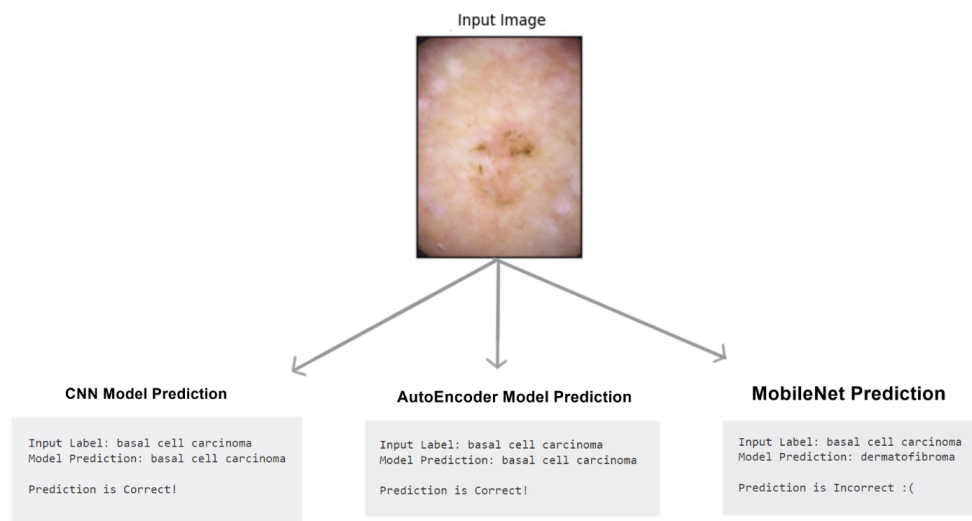 Input Image
CNN Model Prediction
Input Label: basal cell carcinoma
Model Prediction: basal cell carcinoma
Prediction is Correct!
AutoEncoder Model Prediction
Input Label: basal cell carcinoma
Model Prediction: basal cell carcinoma
Prediction is Correct!
MobileNet Prediction
Input Label: basal cell carcinoma
Model Prediction: dermatofibroma
Prediction is Incorrect :(